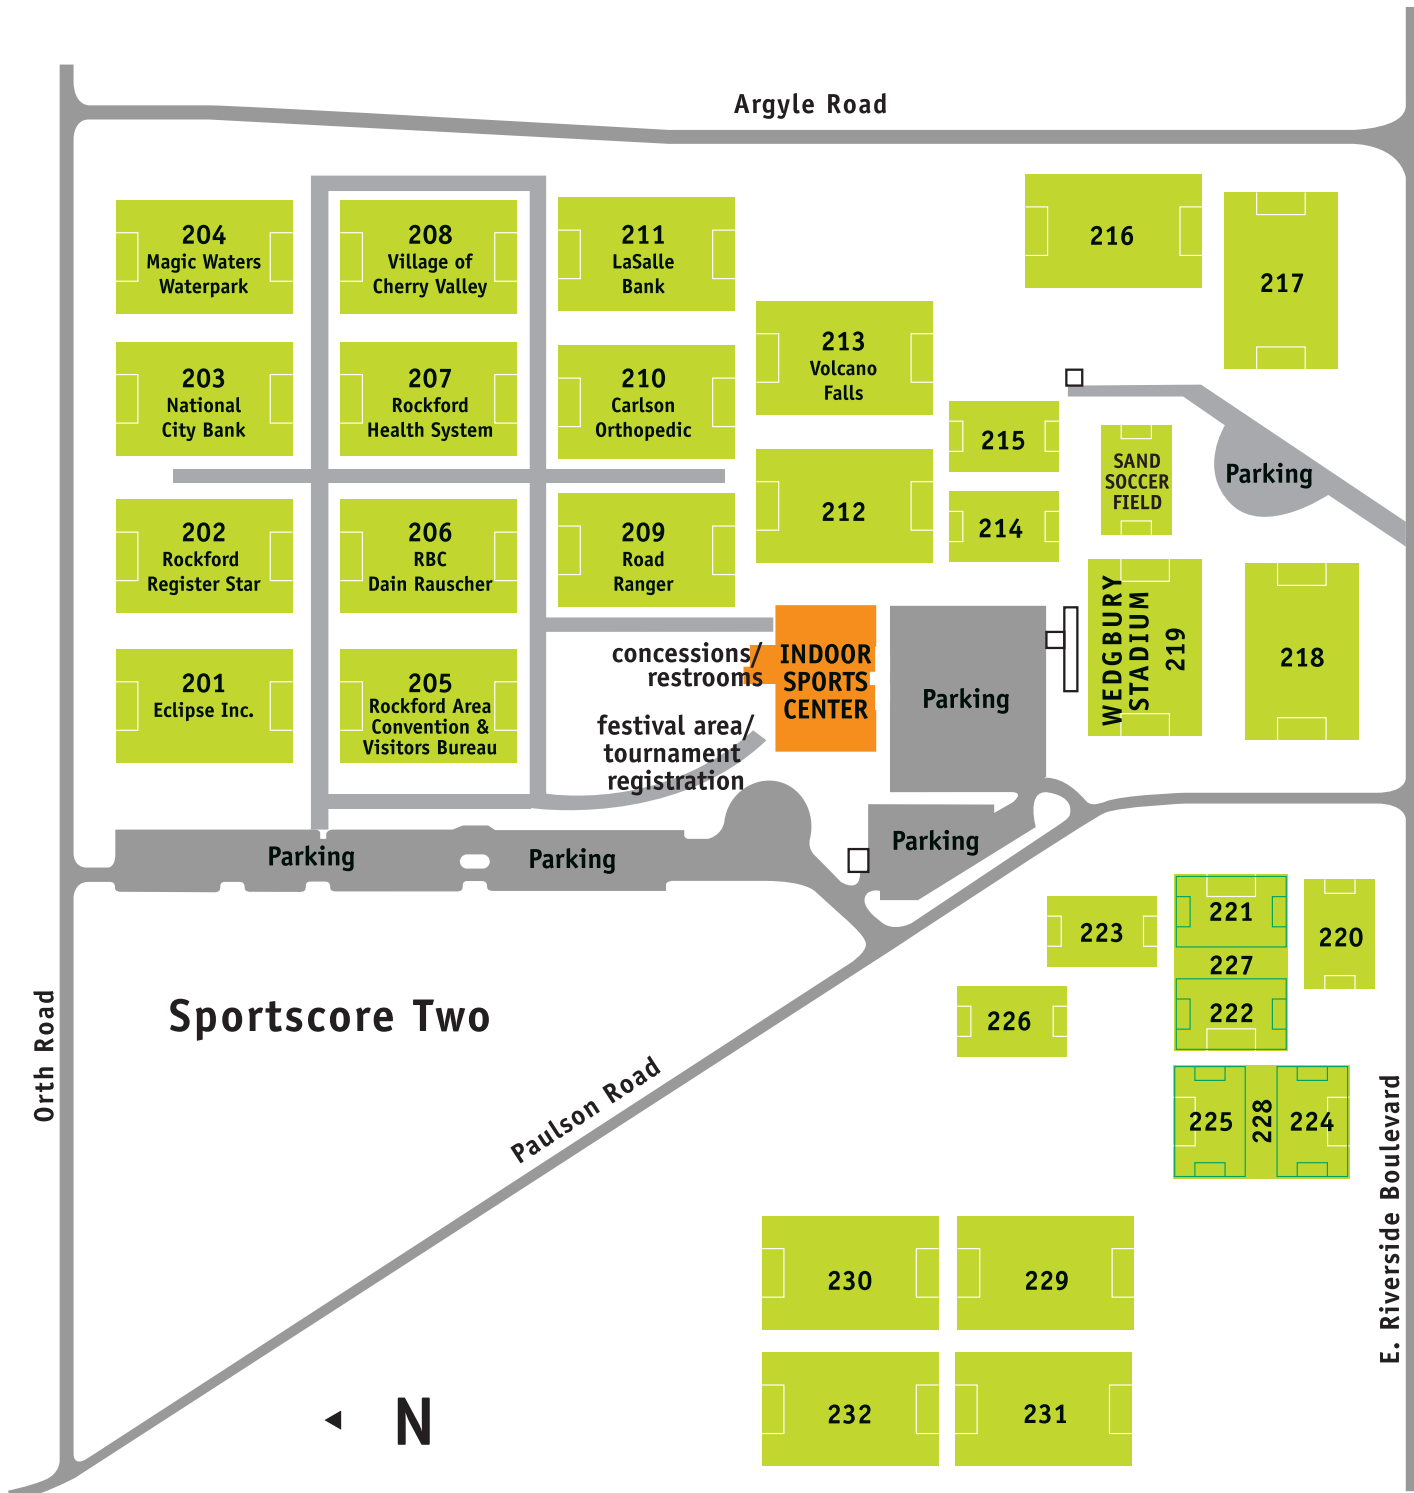 Argyle Road
204
Magic Waters
Waterpark
208
Village of
Cherry Valley
211
LaSalle
Bank
216
217
213
Volcano
Falls
203
National
City Bank
207
Rockford
Health System
210
Carlson
Orthopedic
215
SAND
SOCCER
FIELD
Parking
202
Rockford
Register Star
206
RBC
Dain Rauscher
209
Road
Ranger
212
214
201
Eclipse Inc.
205
Rockford Area
Convention &
Visitors Bureau
concessions/
restrooms
festival area/
tournament
registration
INDOOR
SPORTS
CENTER
Parking
WEDGBURY
STADIUM
219
218
Parking
Parking
Parking
223
221
227
222
220
226
225
228
224
Sportscore Two
Orth Road
Paulson Road
E. Riverside Boulevard
230
229
232
231
N